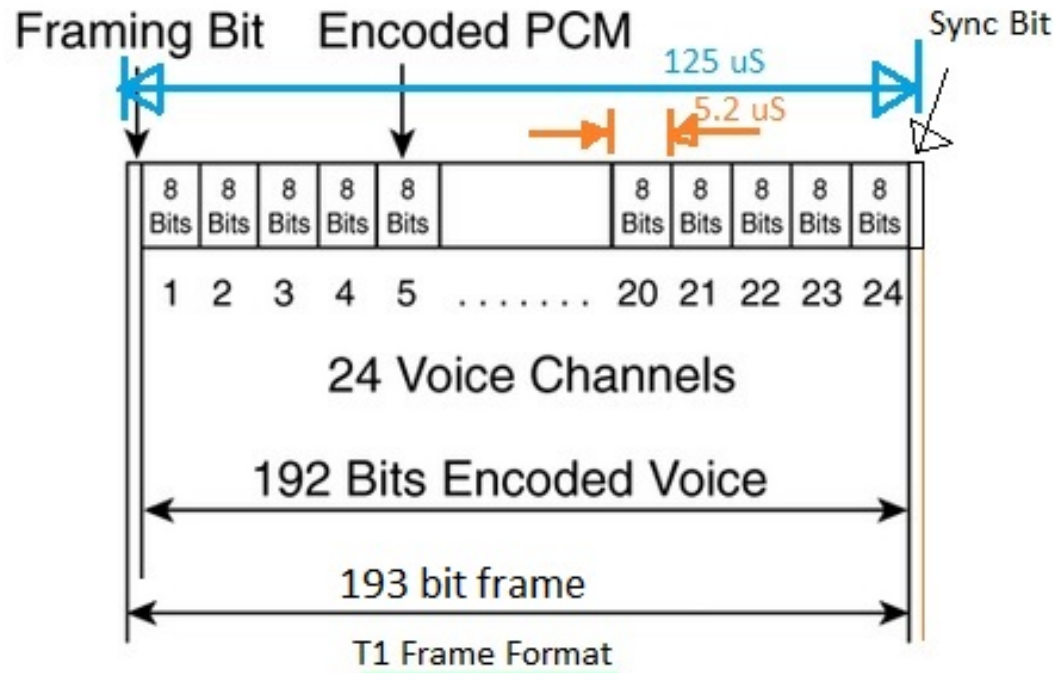 Framing Bit Encoded PCM Sync Bit
125 uS
5.2 uS
8 8 8 8 8 8 8 8 8 8
Bits Bits Bits Bits Bits Bits Bits Bits Bits Bits
1 2 3 4 5 ....... 20 21 22 23 24
24 Voice Channels
192 Bits Encoded Voice
193 bit frame
T1 Frame Format